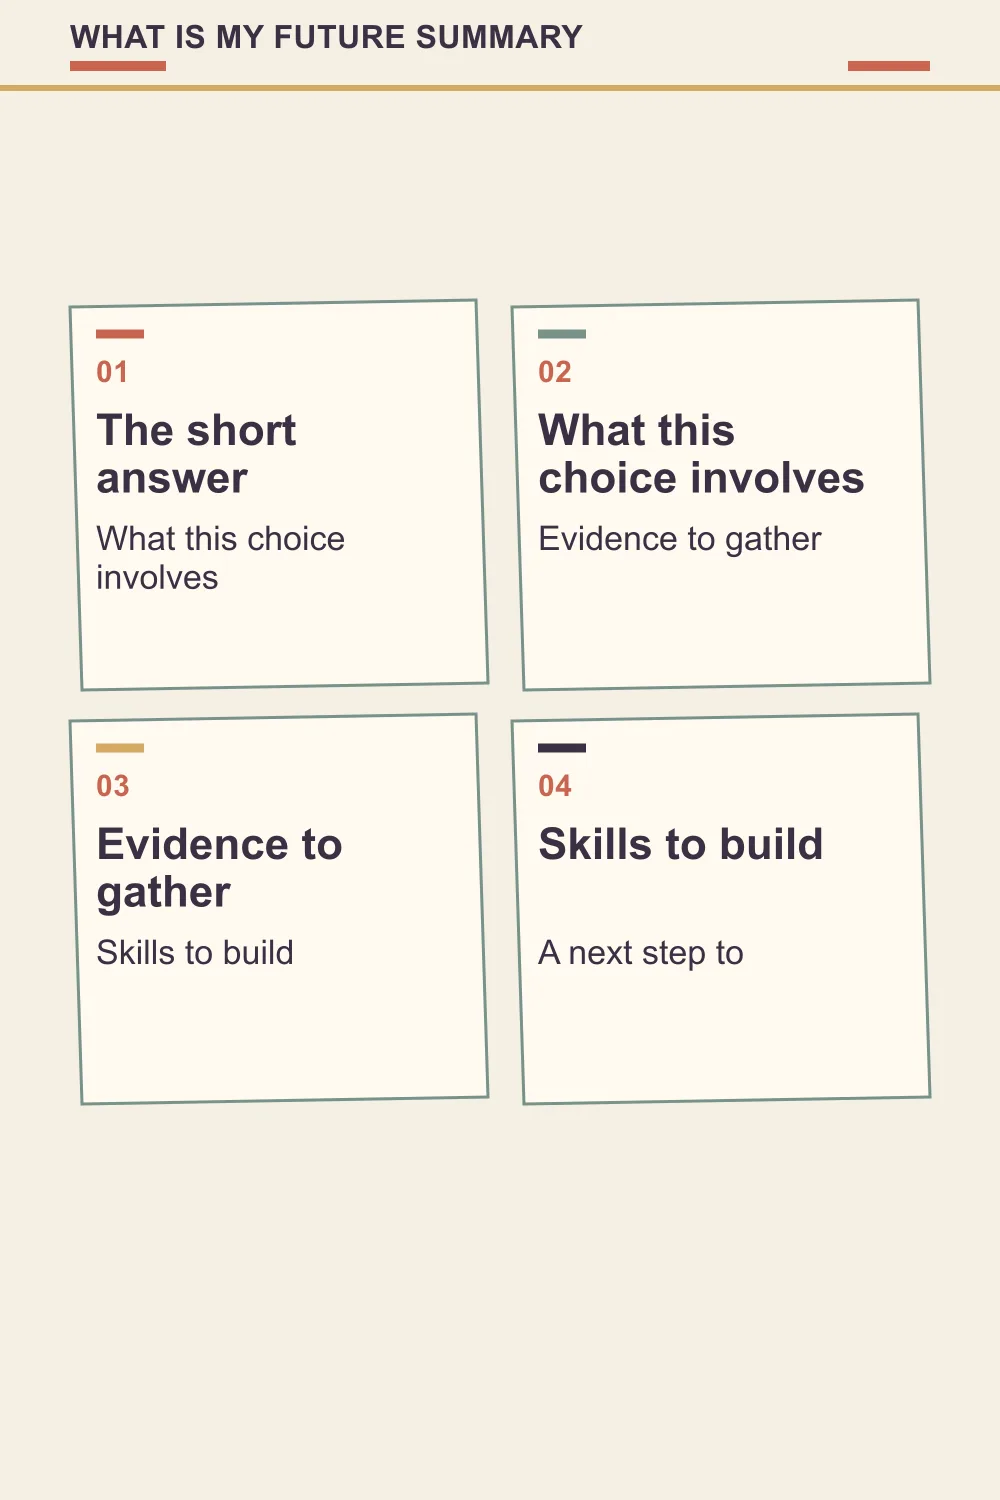 WHAT IS MY FUTURE SUMMARY
01
The short
answer
What this choice
involves
02
What this
choice involves
Evidence to gather
03
Evidence to
gather
Skills to build
04
Skills to build
A next step to